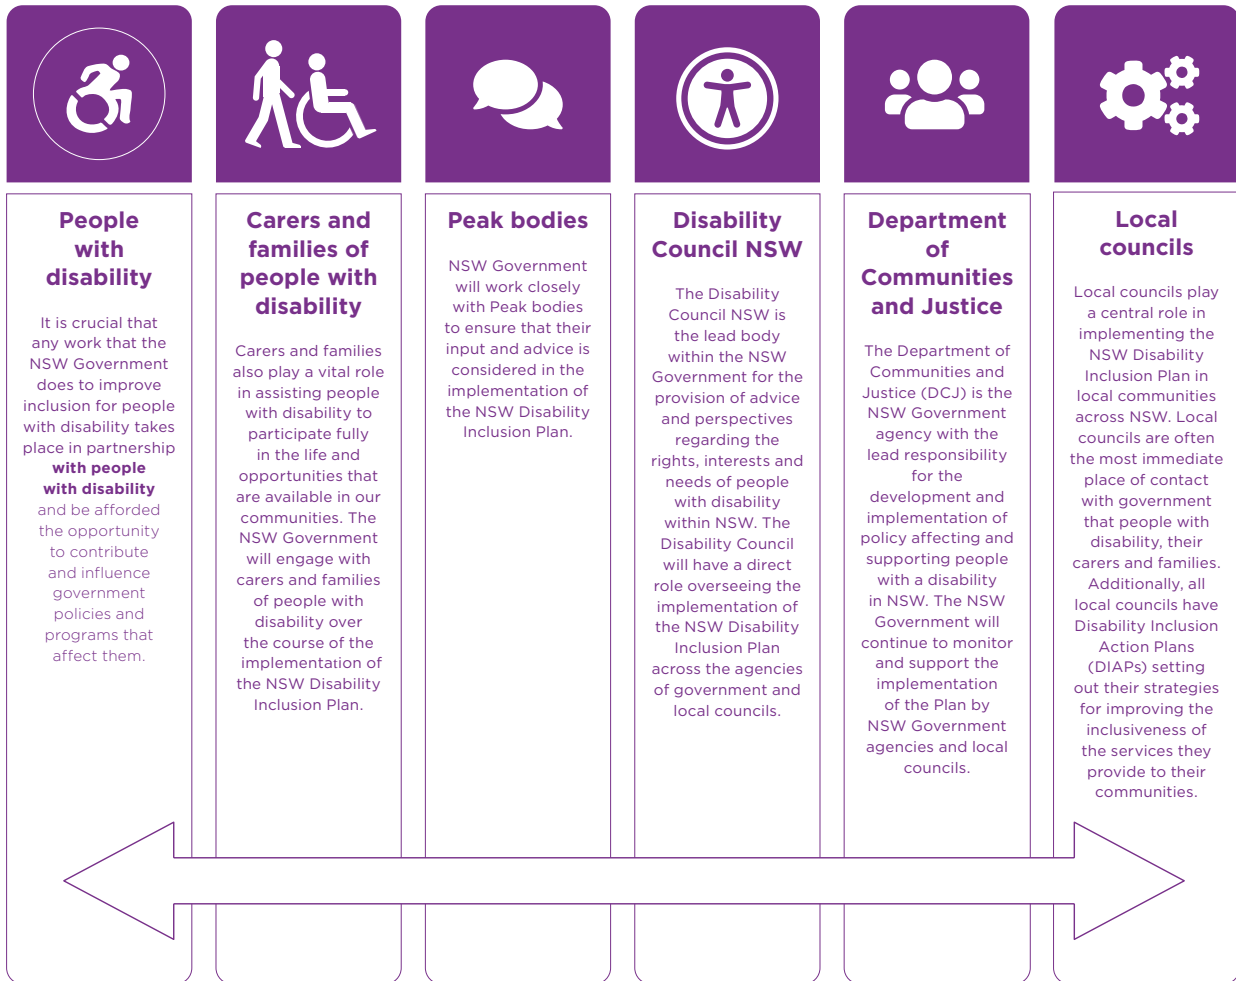 People
with
disability
It is crucial that
any work that the
NSW Government
does to improve
inclusion for people
with disability takes
place in partnership
with people
with disability
and be afforded
the opportunity
to contribute
and influence
government
policies and
programs that
affect them.
Carers and
families of
people with
disability
Carers and families
also play a vital role
in assisting people
with disability to
participate fully
in the life and
opportunities that
are available in our
communities. The
NSW Government
will engage with
carers and families
of people with
disability over
the course of the
implementation of
the NSW Disability
Inclusion Plan.
Peak bodies
NSW Government
will work closely
with Peak bodies
to ensure that their
input and advice is
considered in the
implementation of
the NSW Disability
Inclusion Plan.
Disability
Council NSW
The Disability
Council NSW is
the lead body
within the NSW
Government for the
provision of advice
and perspectives
regarding the
rights, interests and
needs of people
with disability
within NSW. The
Disability Council
will have a direct
role overseeing the
implementation of
the NSW Disability
Inclusion Plan
across the agencies
of government and
local councils.
Department
of
Communities
and Justice
The Department of
Communities and
Justice (DCJ) is the
NSW Government
agency with the
lead responsibility
for the
development and
implementation of
policy affecting and
supporting people
with a disability
in NSW. The NSW
Government will
continue to monitor
and support the
implementation
of the Plan by
NSW Government
agencies and local
councils.
Local
councils
Local councils play
a central role in
implementing the
NSW Disability
Inclusion Plan in
local communities
across NSW. Local
councils are often
the most immediate
place of contact
with government
that people with
disability, their
carers and families.
Additionally, all
local councils have
Disability Inclusion
Action Plans
(DIAPs) setting
out their strategies
for improving the
inclusiveness of
the services they
provide to their
communities.